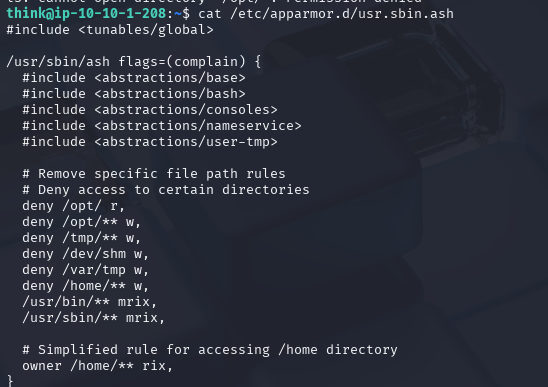 ls: cannot open directory '/opt/': Permission denied
think@ip-10-10-1-208:~$ cat /etc/apparmor.d/usr.sbin.ash
#include <tunables/global>
/usr/sbin/ash flags=(complain) {
  #include <abstractions/base>
  #include <abstractions/bash>
  #include <abstractions/consoles>
  #include <abstractions/nameservice>
  #include <abstractions/user-tmp>
  # Remove specific file path rules
  # Deny access to certain directories
  deny /opt/ r,
  deny /opt/** w,
  deny /tmp/** w,
  deny /dev/shm w,
  deny /var/tmp w,
  deny /home/** w,
  /usr/bin/** mrix,
  /usr/sbin/** mrix,
  # Simplified rule for accessing /home directory
  owner /home/** rix,
}